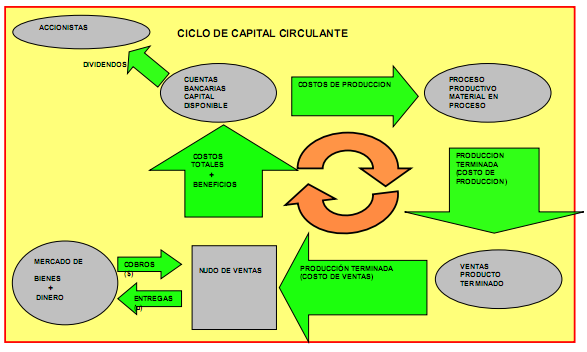 ACCIONISTAS
CICLO DE CAPITAL CIRCULANTE
DIVIDENDOS
CUENTAS
BANCARIAS
CAPITAL
DISPONIBLE
COSTOS DE PRODUCCION
PROCESO
PRODUCTIVO
MATERIAL EN
PROCESO
COSTOS
TOTALES
+
BENEFICIOS
PRODUCCION
TERMINADA
(COSTO DE
PRODUCCION)
MERCADO DE
BIENES
+
DINERO
COBROS
($)
ENTREGAS
(p)
NUDO DE VENTAS
PRODUCCIÓN TERMINADA
(COSTO DE VENTAS)
VENTAS
PRODUCTO
TERMINADO